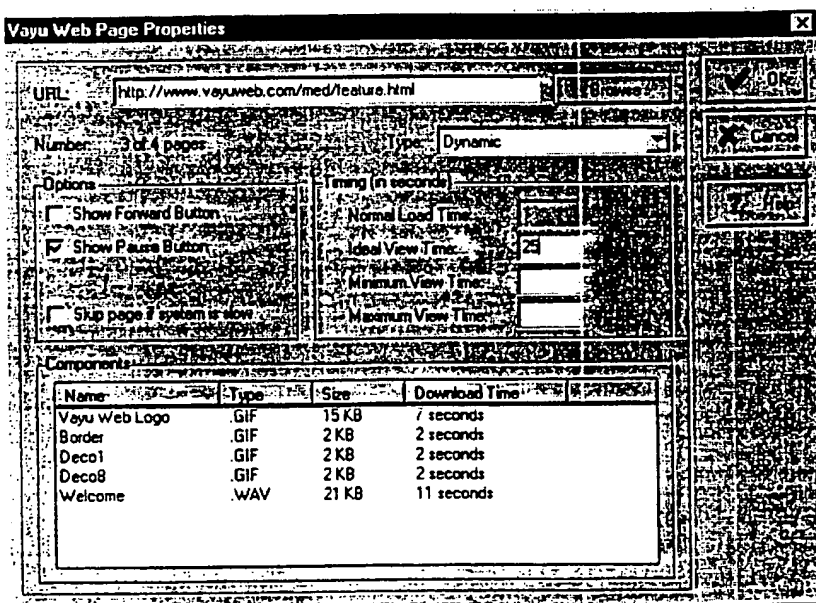 Vayu Web Page Properties
URL: http://www.vayuweb.com/med/feature.html Browse OK
Number: 3 of 4 pages Type: Dynamic Cancel
Options Timing (in seconds) Help
Show Forward Button Normal Load Time:
Show Pause Button Ideal View Time: 25
Minimum View Time:
Skip page if system is slow Maximum View Time:
Components
Name Type Size Download Time
Vayu Web Logo .GIF 15 KB 7 seconds
Border .GIF 2 KB 2 seconds
Deco1 .GIF 2 KB 2 seconds
Deco8 .GIF 2 KB 2 seconds
Welcome .WAV 21 KB 11 seconds